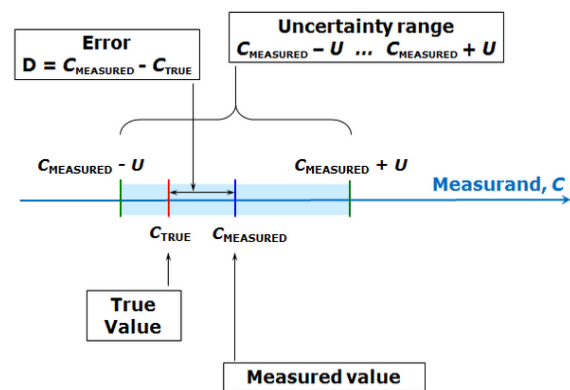 Error
D = CMEASURED - CTRUE
Uncertainty range
CMEASURED – U ... CMEASURED + U
CMEASURED - U
CMEASURED + U
Measurand, C
CTRUE
CMEASURED
True
Value
Measured value